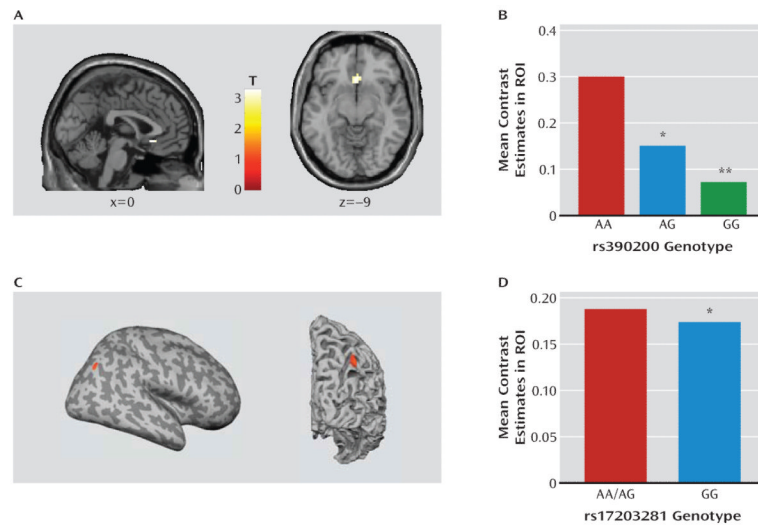 A
T
3
2
1
0
x=0
z=–9
B
Mean Contrast
Estimates in ROI
0.4
0.3
0.2
0.1
0
*
**
AA
AG
GG
rs390200 Genotype
C
D
Mean Contrast
Estimates in ROI
0.20
0.15
0.10
0.05
0
*
AA/AG
GG
rs17203281 Genotype